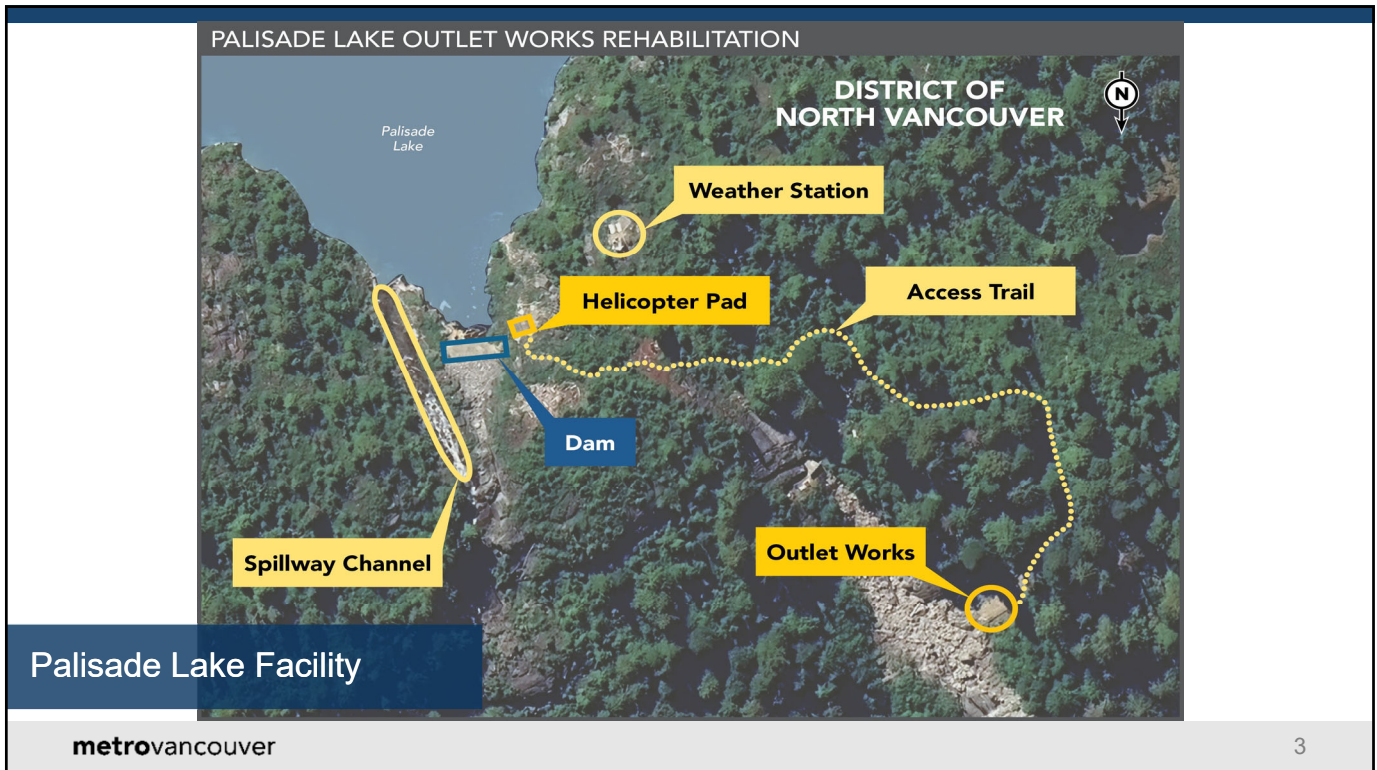 PALISADE LAKE OUTLET WORKS REHABILITATION
DISTRICT OF
NORTH VANCOUVER
N
Palisade
Lake
Weather Station
Helicopter Pad
Access Trail
Dam
Spillway Channel
Outlet Works
Palisade Lake Facility
metrovancouver
3